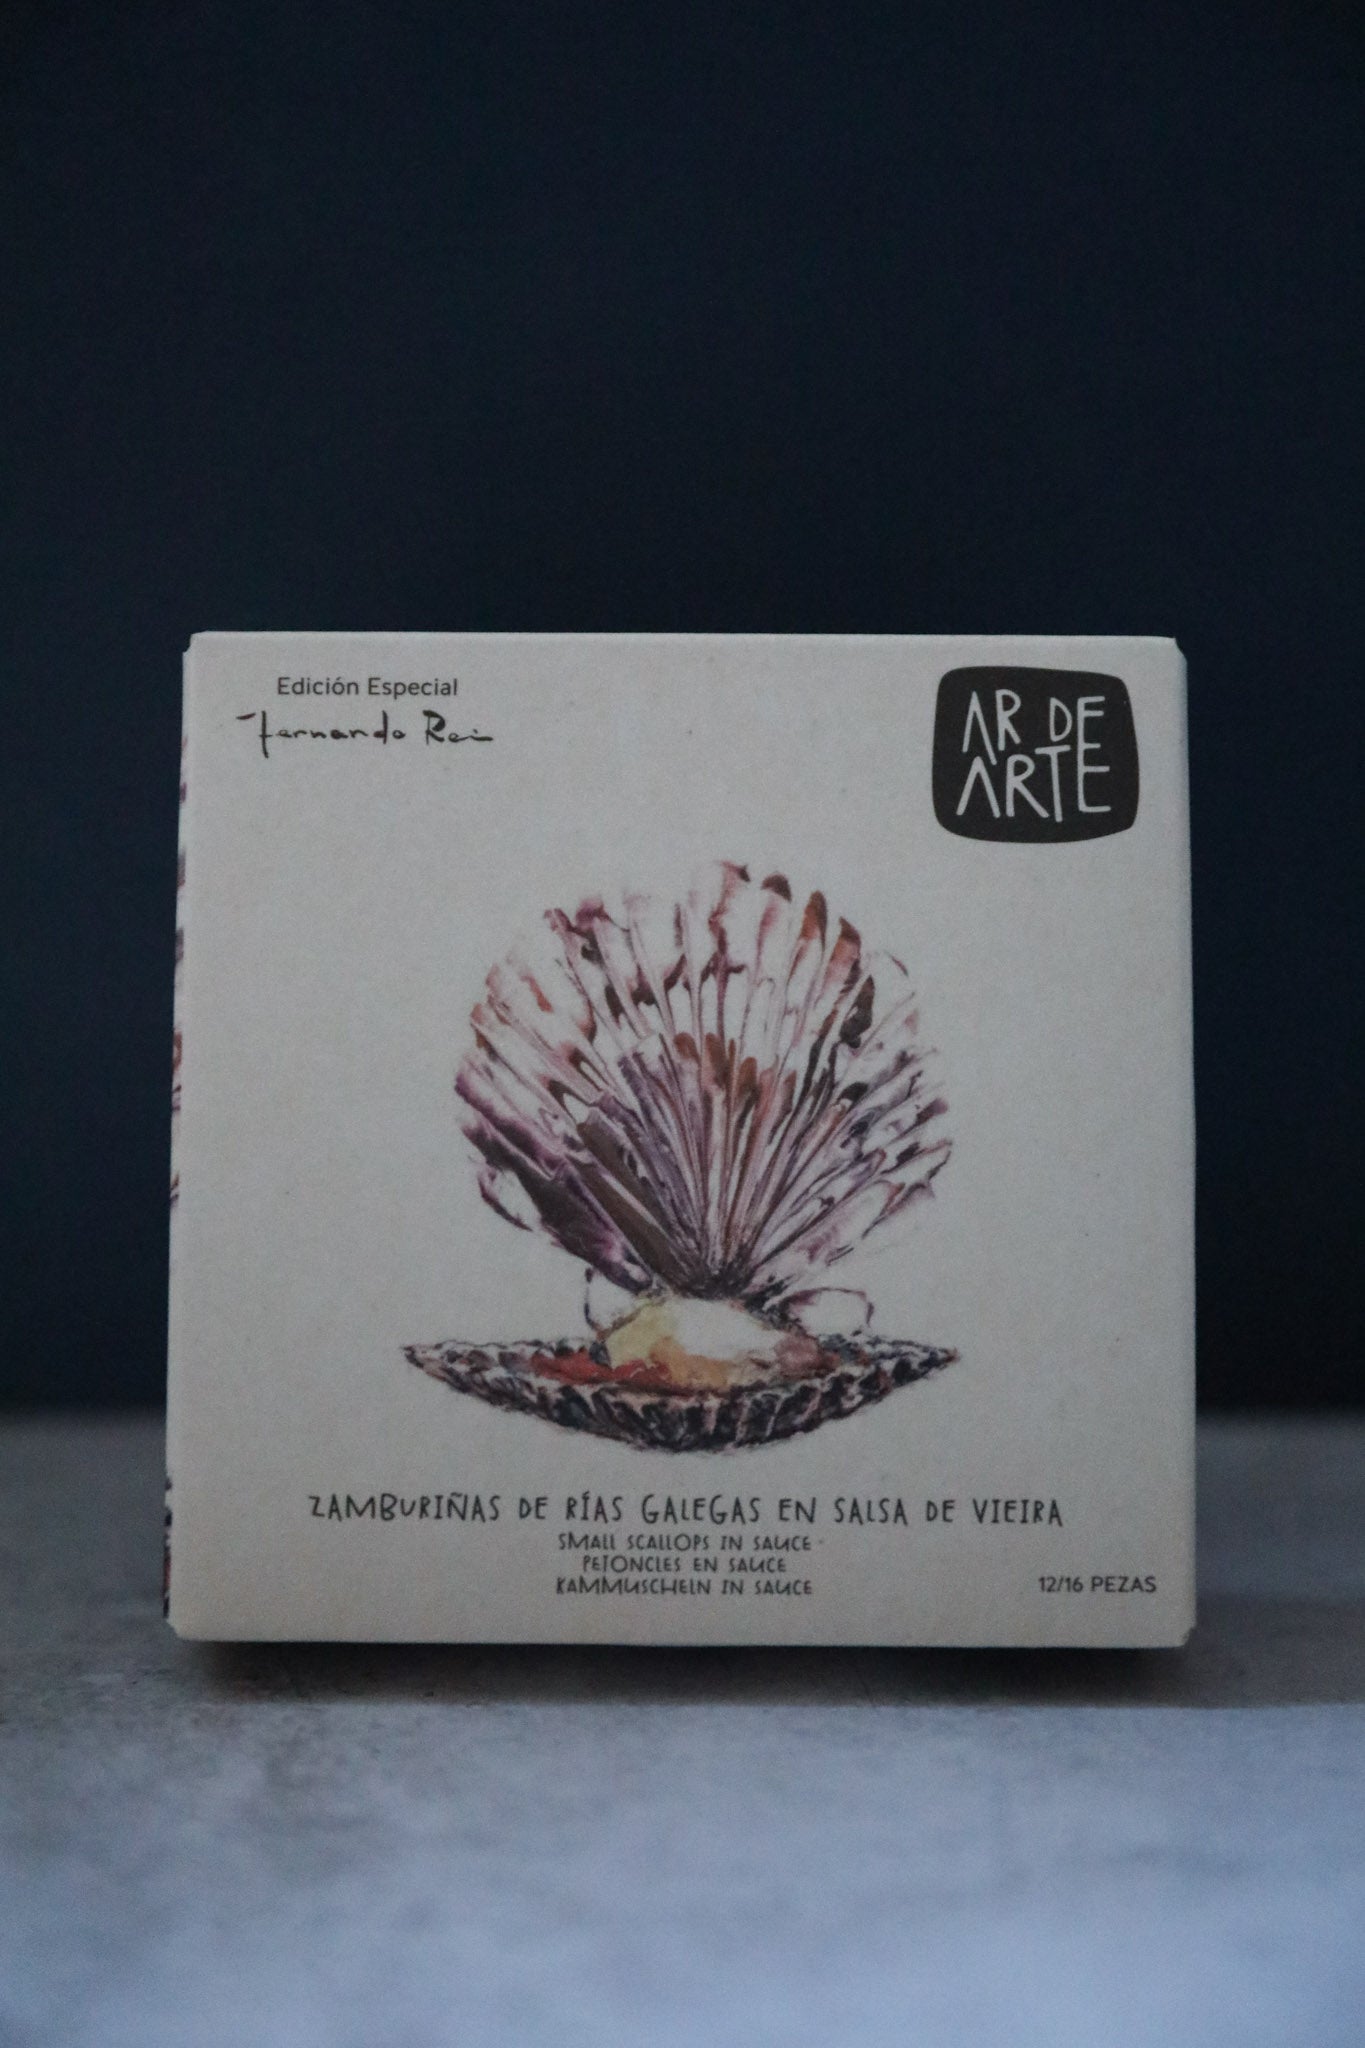 Edición Especial
Fernando Rei
AR DE
ARTE
ZAMBURIÑAS DE RÍAS GALEGAS EN SALSA DE VIEIRA
SMALL SCALLOPS IN SAUCE
PETONCLES EN SAUCE
KAMMUSCHELN IN SAUCE
12/16 PEZAS